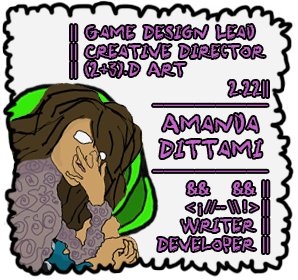 || GAME DESIGN LEAD
|| CREATIVE DIRECTOR
|| (2+3).D ART
2.22||
AMANDA
DITTAMI
&& && ||
<¡//--\\!>||
WRITER ||
DEVELOPER ||